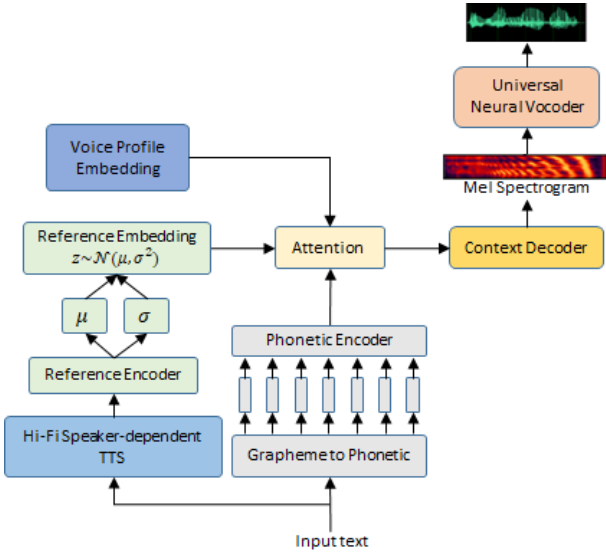 Universal
Neural Vocoder
Voice Profile
Embedding
Mel Spectrogram
Reference Embedding
z~𝒩(μ, σ²)
Attention
Context Decoder
μ
σ
Phonetic Encoder
Reference Encoder
Hi-Fi Speaker-dependent
TTS
Grapheme to Phonetic
Input text